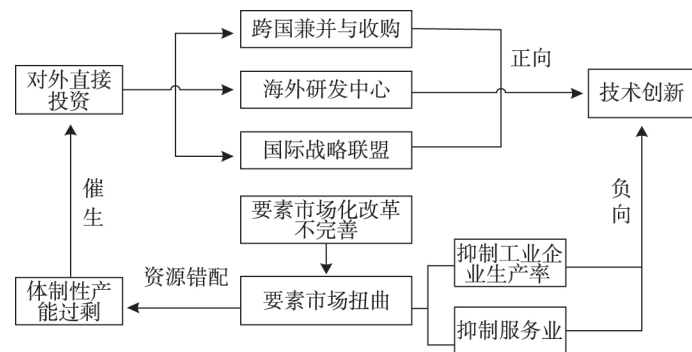 跨国兼并与收购
正向
对外直接
投资
海外研发中心
技术创新
国际战略联盟
催
生
要素市场化改革
不完善
负
向
抑制工业企
业生产率
资源错配
体制性产
能过剩
要素市场扭曲
抑制服务业